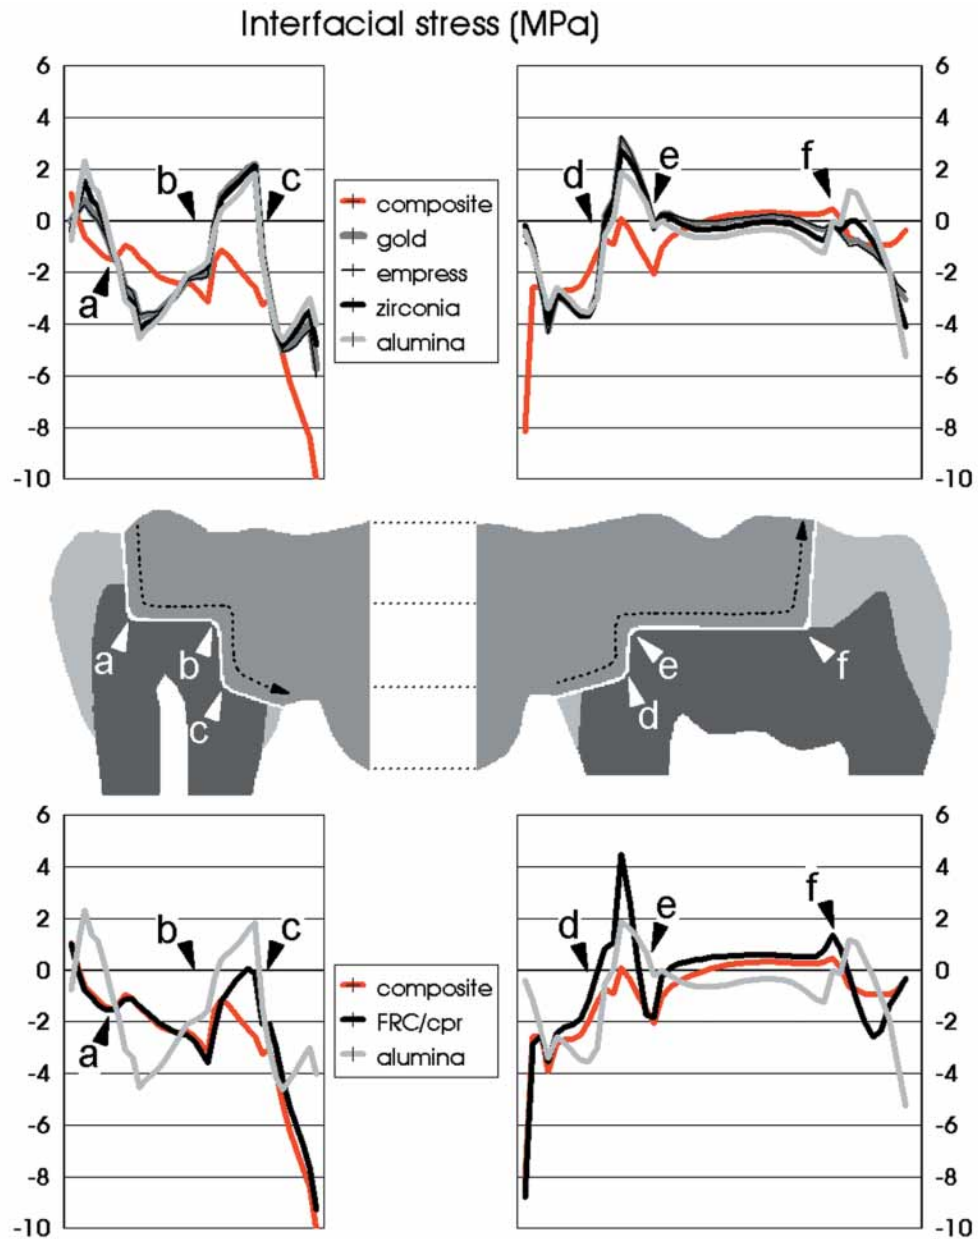 Interfacial stress (MPa)
6
4
2
0
-2
-4
-6
-8
-10
a
b
c
composite
gold
empress
zirconia
alumina
d
e
f
6
4
2
0
-2
-4
-6
-8
-10
a
b
c
d
e
f
6
4
2
0
-2
-4
-6
-8
-10
a
b
c
composite
FRC/cpr
alumina
d
e
f
6
4
2
0
-2
-4
-6
-8
-10